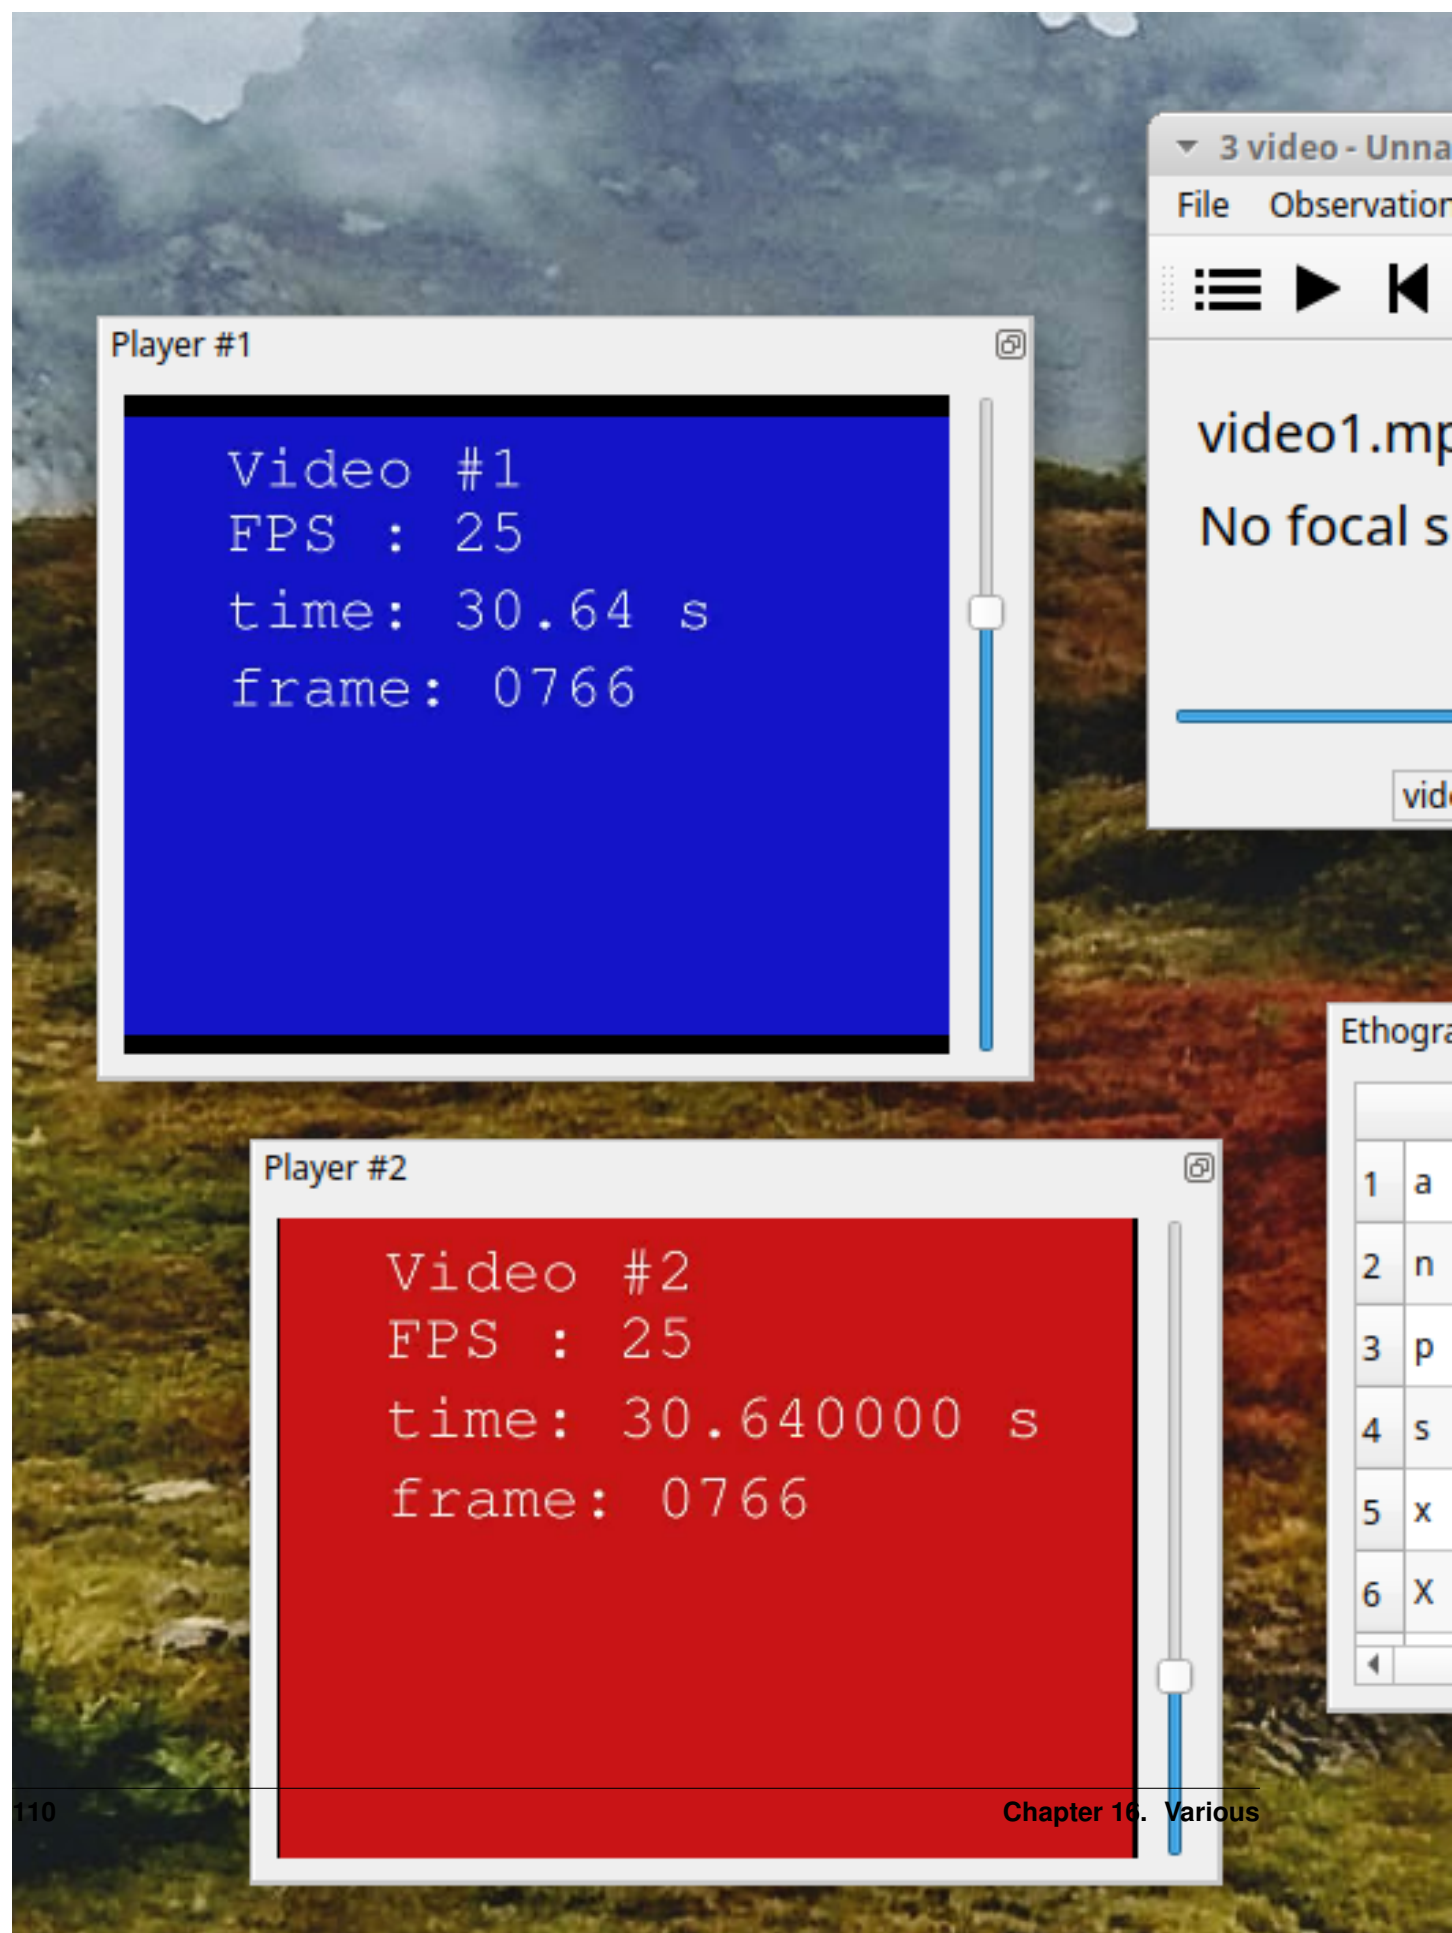 3 video - Unna
File Observation
Player #1
Video #1
FPS : 25
time: 30.64 s
frame: 0766
video1.mp
No focal s
vide
Player #2
Video #2
FPS : 25
time: 30.640000 s
frame: 0766
Ethogra
1 a
2 n
3 p
4 s
5 x
6 X
110
Chapter 16. Various